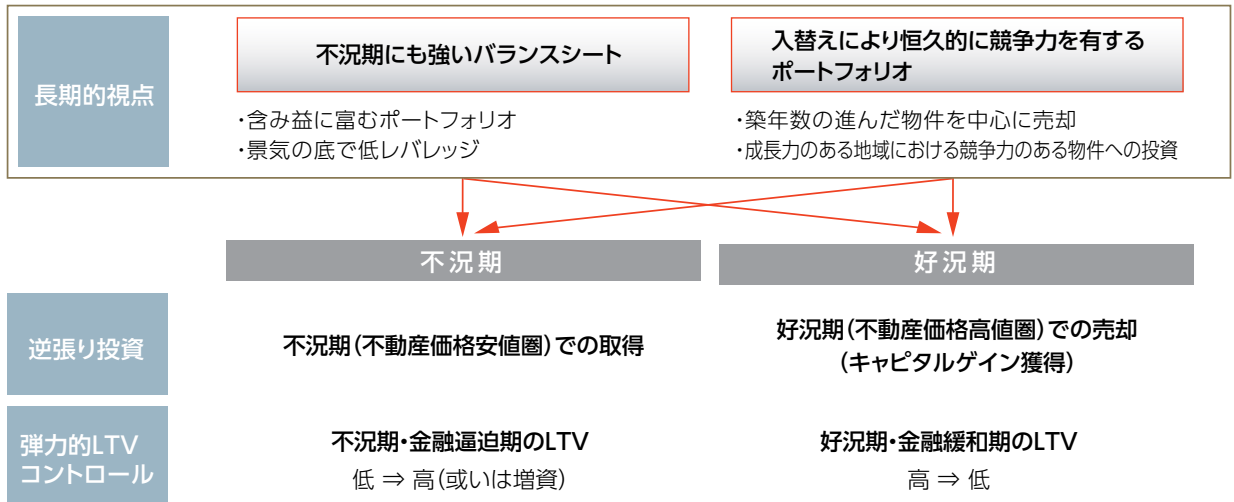 長期的視点
不況期にも強いバランスシート
・含み益に富むポートフォリオ
・景気の底で低レバレッジ
入替えにより恒久的に競争力を有する
ポートフォリオ
・築年数の進んだ物件を中心に売却
・成長力のある地域における競争力のある物件への投資
不況期
好況期
逆張り投資
不況期(不動産価格安値圏)での取得
好況期(不動産価格高値圏)での売却
(キャピタルゲイン獲得)
弾力的LTV
コントロール
不況期・金融逼迫期のLTV
低 ⇒ 高(或いは増資)
好況期・金融緩和期のLTV
高 ⇒ 低